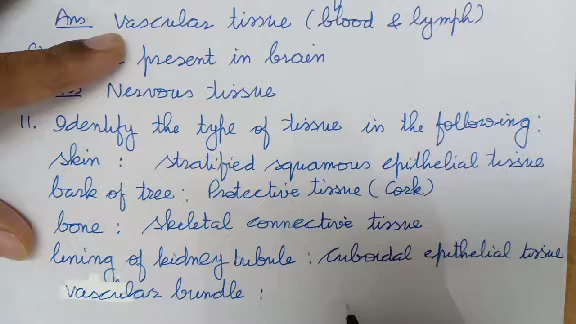 Ans Vascular tissue (blood & lymph)
present in brain
Nervous tissue
11. Identify the type of tissue in the following:
skin: stratified squamous epithelial tissue
bark of tree: Protective tissue (Cork)
bone: skeletal connective tissue
lining of kidney tubule: Cuboidal epithelial tissue
vascular bundle: